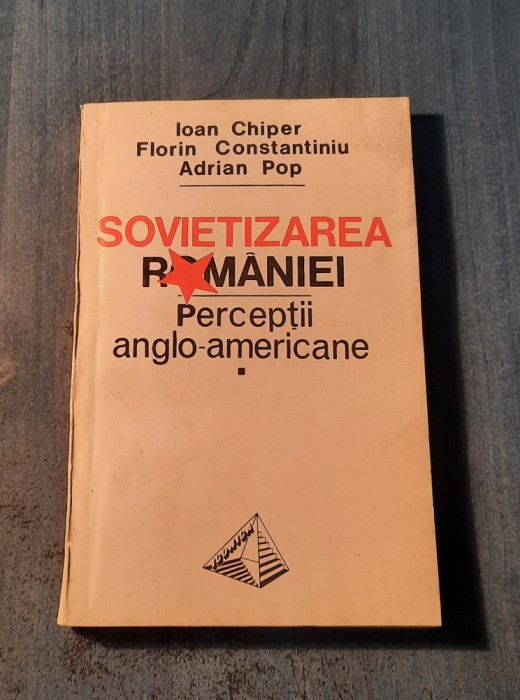 Ioan Chiper
Florin Constantiniu
Adrian Pop
SOVIETIZAREA
ROMÂNIEI
Percepții
anglo-americane